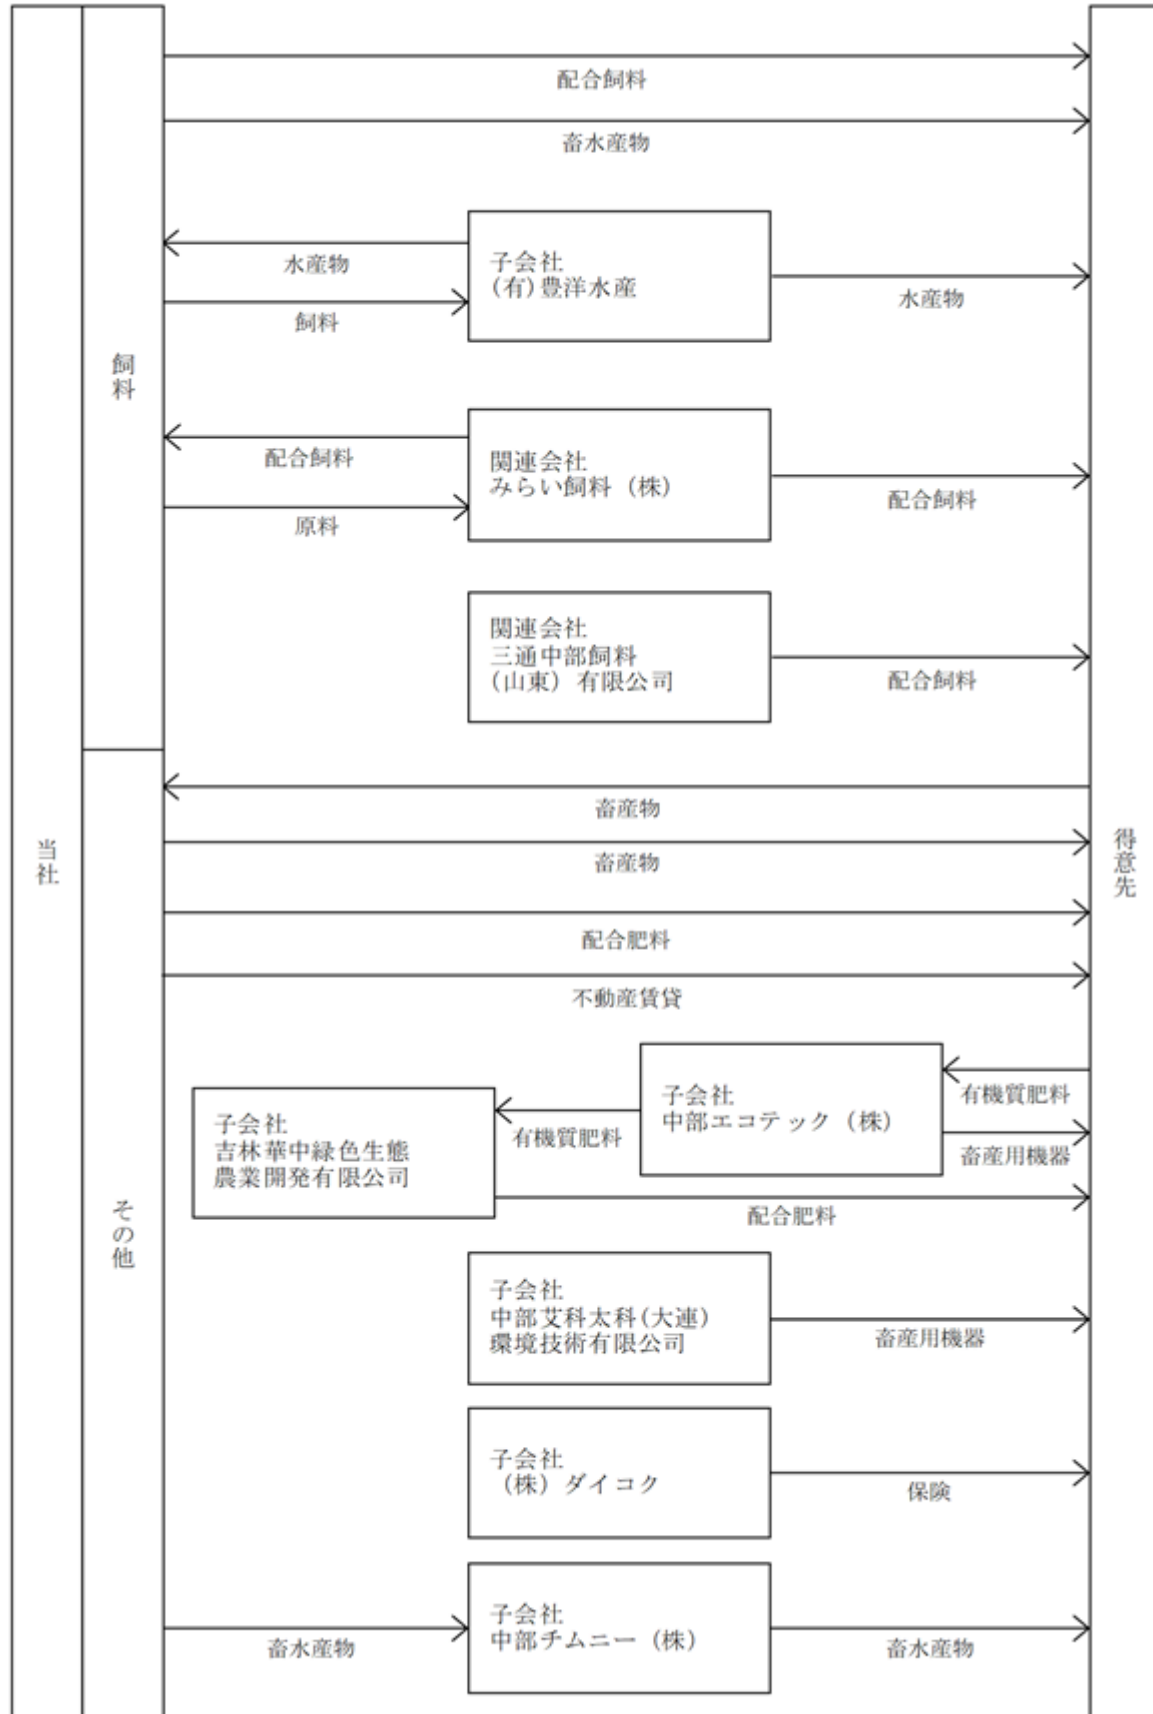 配合飼料
畜水産物
子会社
(有)豊洋水産
水産物
飼料
水産物
飼料
関連会社
みらい飼料（株）
配合飼料
原料
配合飼料
関連会社
三通中部飼料
（山東）有限公司
配合飼料
畜産物
当社
畜産物
得意先
配合肥料
不動産賃貸
子会社
中部エコテック（株）
有機質肥料
畜産用機器
子会社
吉林華中緑色生態
農業開発有限公司
有機質肥料
配合肥料
その他
子会社
中部艾科太科(大連)
環境技術有限公司
畜産用機器
子会社
（株）ダイコク
保険
子会社
中部チムニー（株）
畜水産物
畜水産物